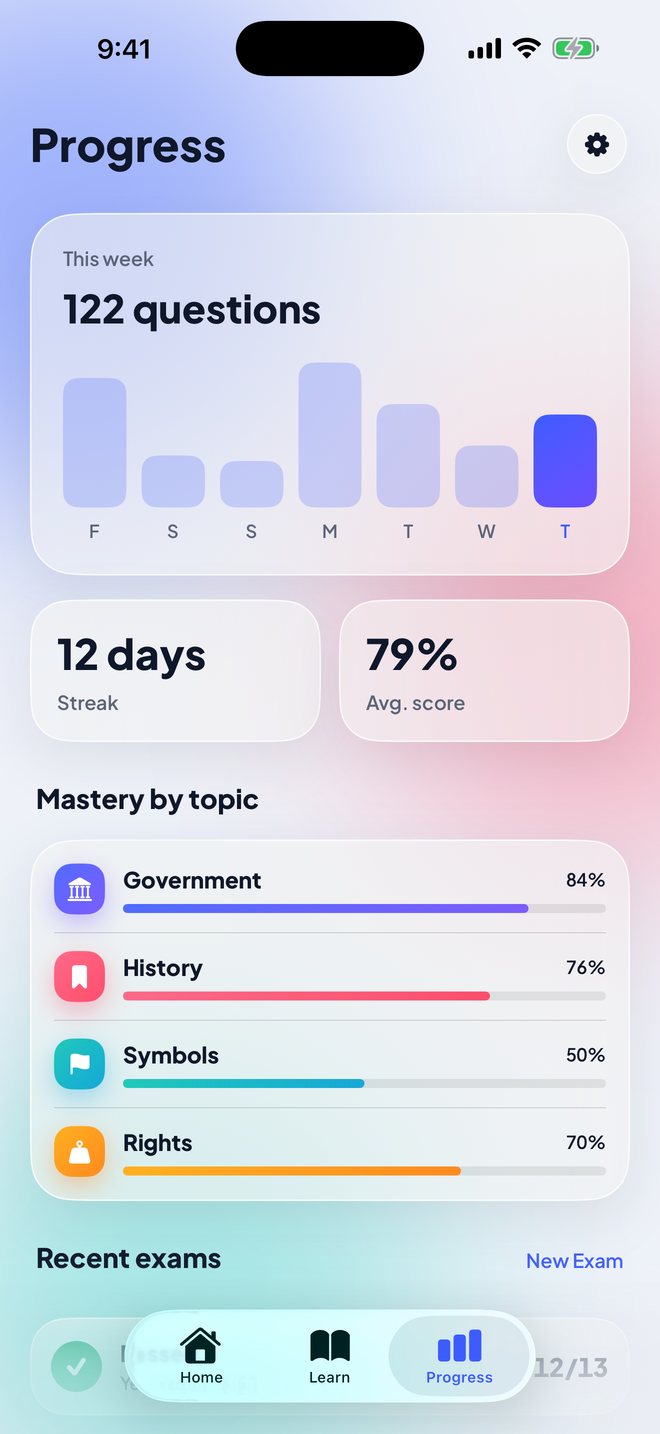 9:41
Progress
This week
122 questions
F S S M T W T
12 days
Streak
79%
Avg. score
Mastery by topic
Government 84%
History 76%
Symbols 50%
Rights 70%
Recent exams New Exam
12/13
Home Learn Progress